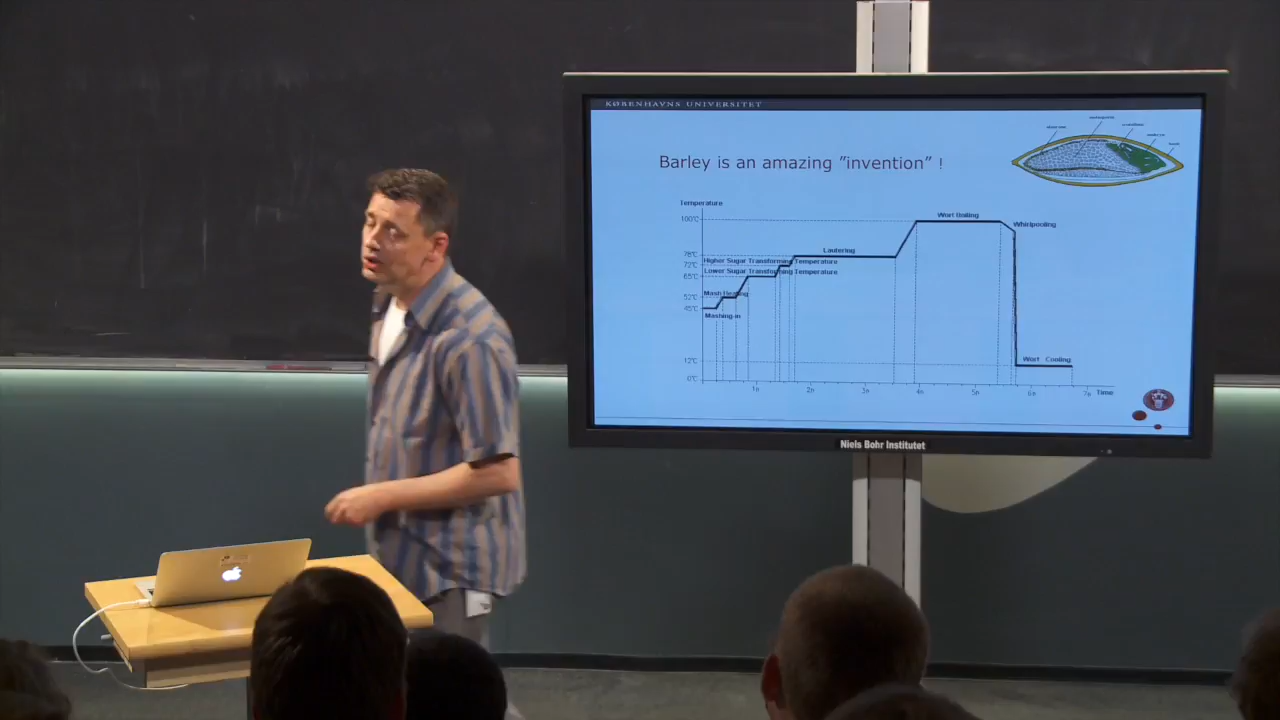 KØBENHAVNS UNIVERSITET
Barley is an amazing ”invention” !
Temperature
100°C
Wort Boiling
Whirlpooling
Lautering
78°C
Higher Sugar Transforming Temperature
72°C
Lower Sugar Transforming Temperature
65°C
Mash Heating
52°C
45°C
Mashing-in
12°C
Wort Cooling
0°C
1h 2h 3h 4h 5h 6h 7h Time
Niels Bohr Institutet